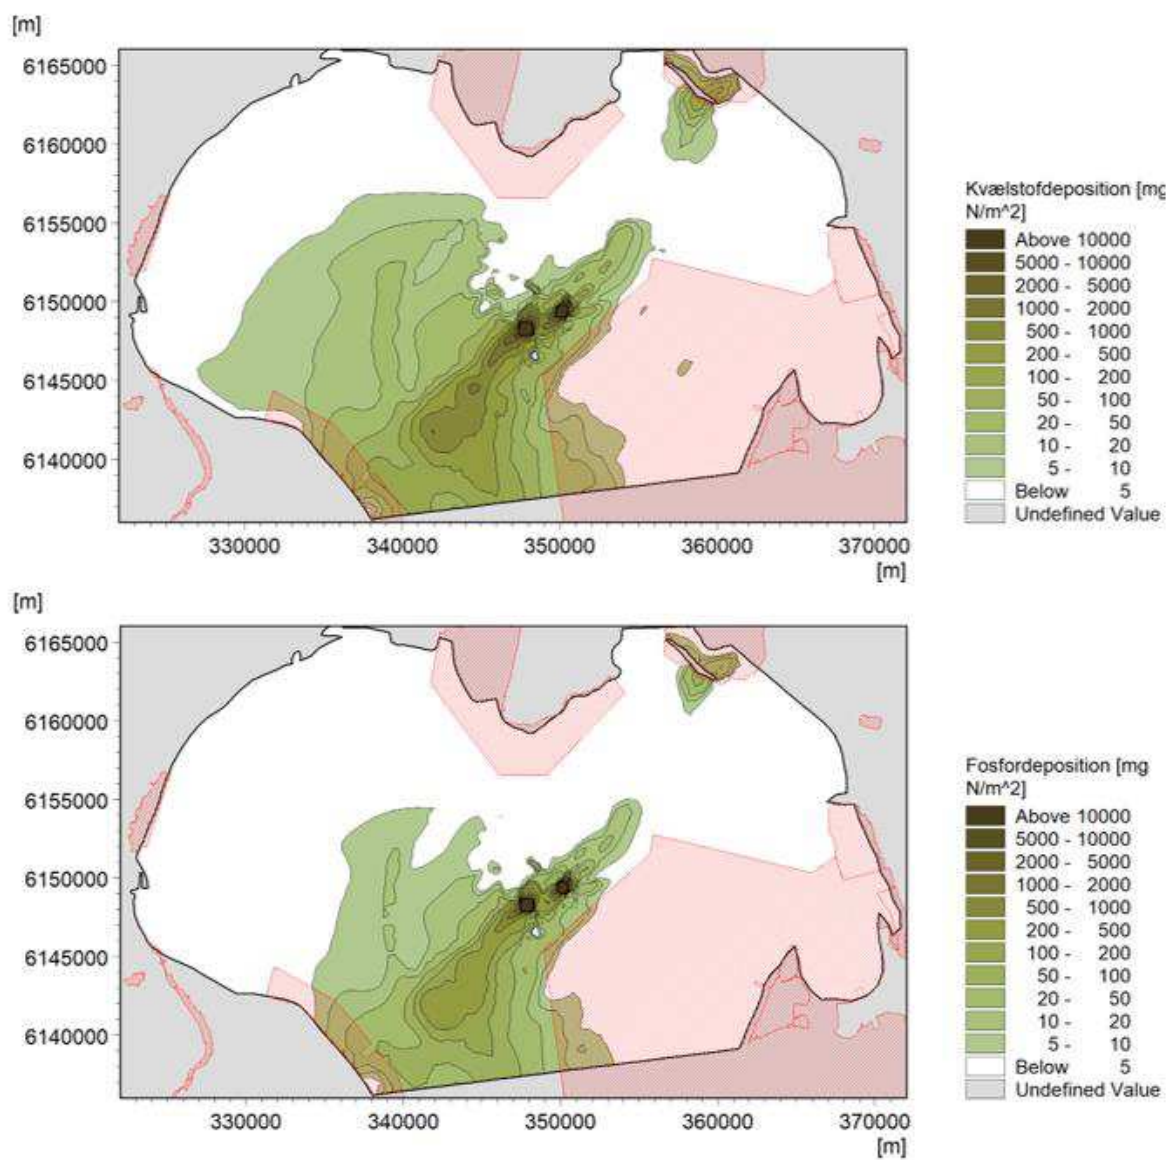 [m]
6165000
6160000
6155000
6150000
6145000
6140000
330000 340000 350000 360000 370000
[m]
Kvælstofdeposition [mg
N/m^2]
Above 10000
5000 - 10000
2000 - 5000
1000 - 2000
500 - 1000
200 - 500
100 - 200
50 - 100
20 - 50
10 - 20
5 - 10
Below 5
Undefined Value
[m]
6165000
6160000
6155000
6150000
6145000
6140000
330000 340000 350000 360000 370000
[m]
Fosfordeposition [mg
N/m^2]
Above 10000
5000 - 10000
2000 - 5000
1000 - 2000
500 - 1000
200 - 500
100 - 200
50 - 100
20 - 50
10 - 20
5 - 10
Below 5
Undefined Value